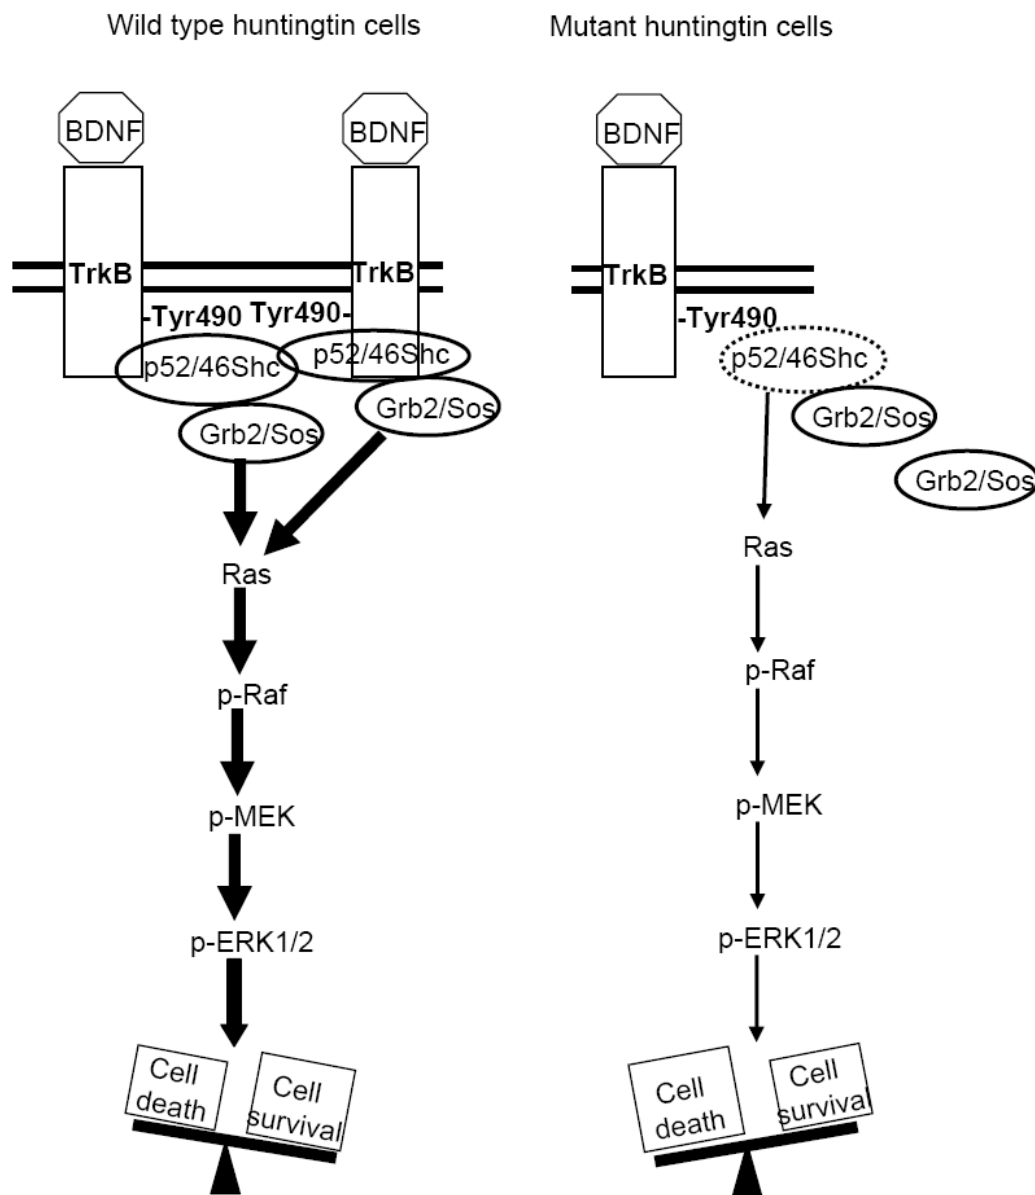 Wild type huntingtin cells
BDNF
BDNF
TrkB
TrkB
-Tyr490
Tyr490-
p52/46Shc
p52/46Shc
Grb2/Sos
Grb2/Sos
Ras
p-Raf
p-MEK
p-ERK1/2
Cell
death
Cell
survival
Mutant huntingtin cells
BDNF
TrkB
-Tyr490
p52/46Shc
Grb2/Sos
Grb2/Sos
Ras
p-Raf
p-MEK
p-ERK1/2
Cell
death
Cell
survival